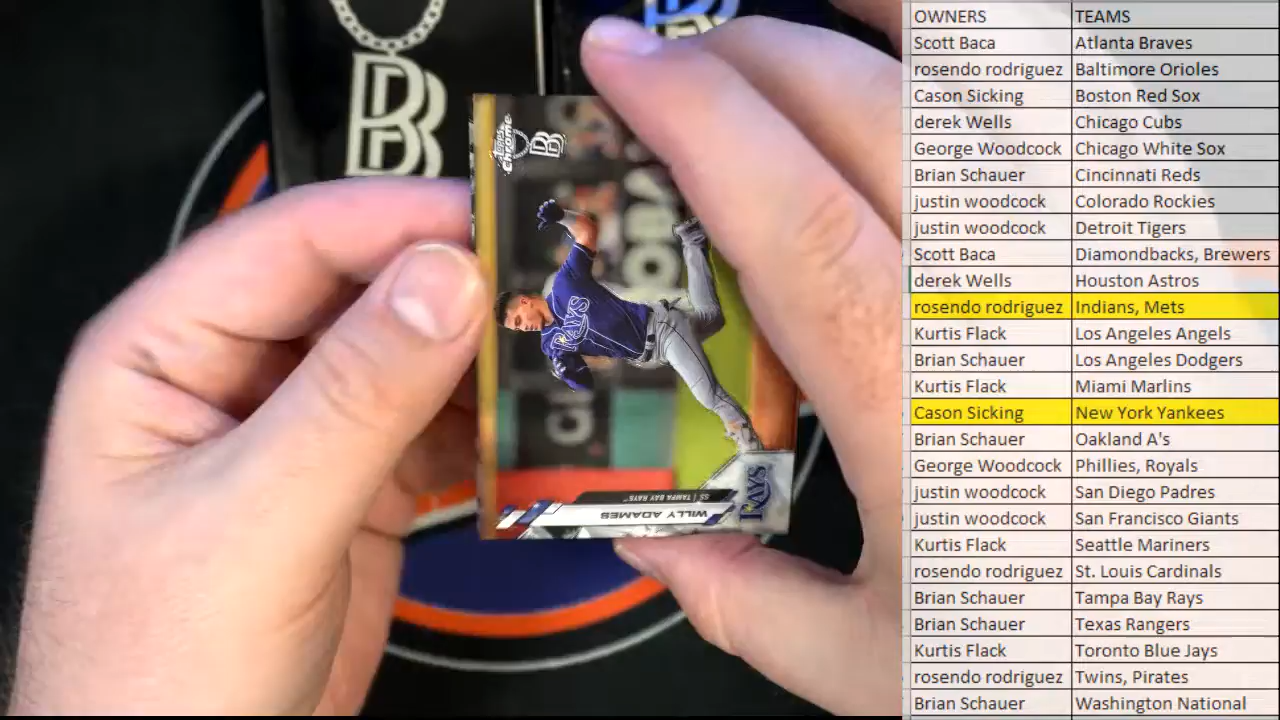 OWNERS TEAMS
Scott Baca Atlanta Braves
rosendo rodriguez Baltimore Orioles
Cason Sicking Boston Red Sox
derek Wells Chicago Cubs
George Woodcock Chicago White Sox
Brian Schauer Cincinnati Reds
justin woodcock Colorado Rockies
justin woodcock Detroit Tigers
Scott Baca Diamondbacks, Brewers
derek Wells Houston Astros
rosendo rodriguez Indians, Mets
Kurtis Flack Los Angeles Angels
Brian Schauer Los Angeles Dodgers
Kurtis Flack Miami Marlins
Cason Sicking New York Yankees
Brian Schauer Oakland A's
George Woodcock Phillies, Royals
justin woodcock San Diego Padres
justin woodcock San Francisco Giants
Kurtis Flack Seattle Mariners
rosendo rodriguez St. Louis Cardinals
Brian Schauer Tampa Bay Rays
Brian Schauer Texas Rangers
Kurtis Flack Toronto Blue Jays
rosendo rodriguez Twins, Pirates
Brian Schauer Washington National
Topps Chrome
RAYS
SS | TAMPA BAY RAYS™
WILLY ADAMES
RAYS